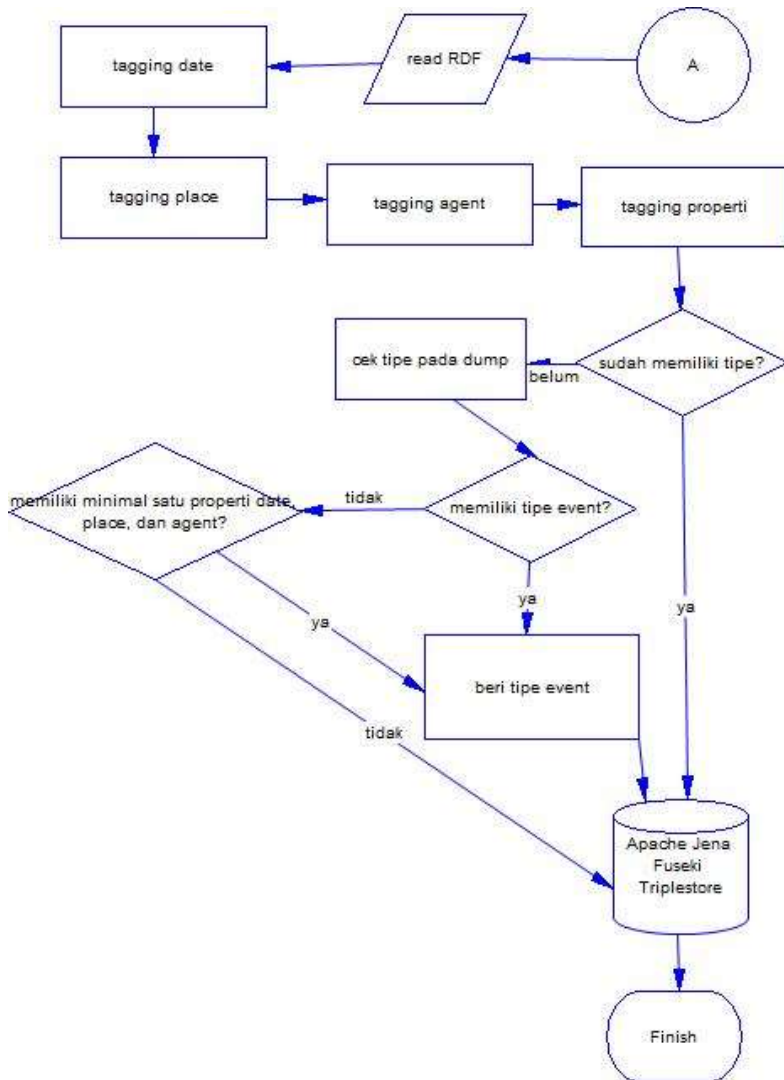 A
read RDF
tagging date
tagging place
tagging agent
tagging properti
sudah memiliki tipe?
belum
cek tipe pada dump
memiliki tipe event?
tidak
memiliki minimal satu properti date,
place, dan agent?
ya
ya
ya
beri tipe event
tidak
Apache Jena
Fuseki
Triplestore
Finish